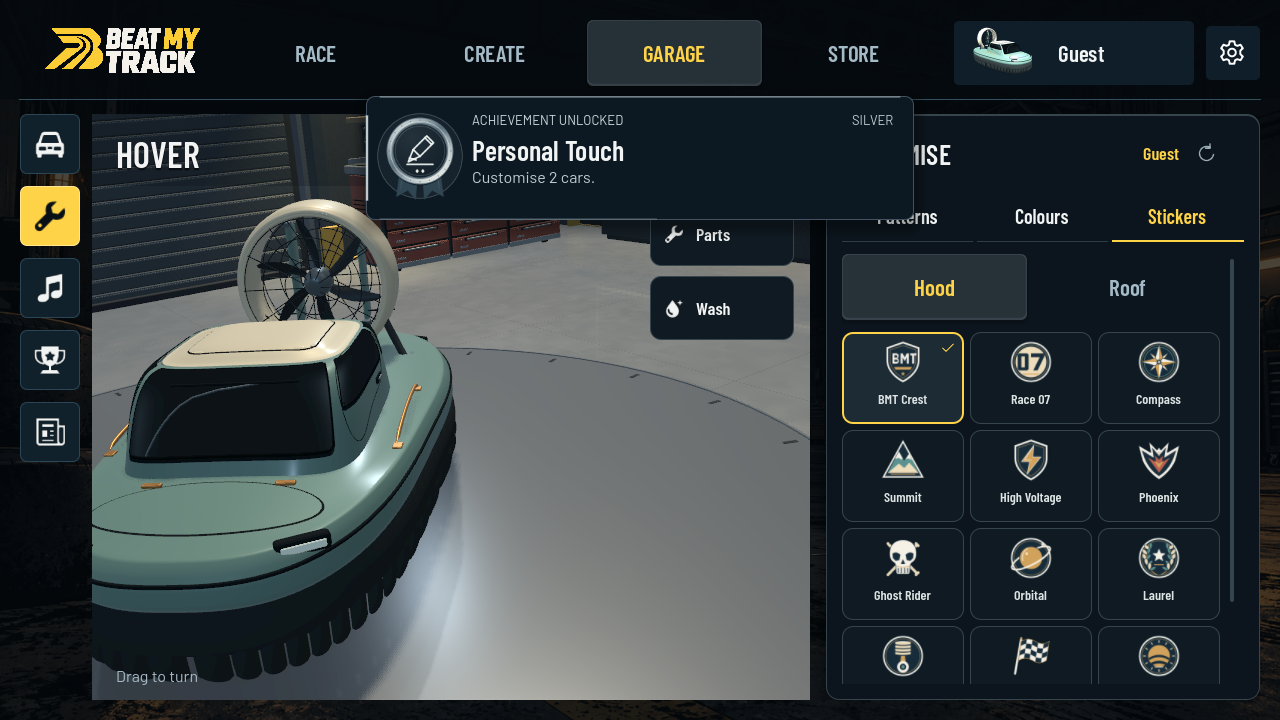 BEAT MY
TRACK
RACE
CREATE
GARAGE
STORE
Guest
HOVER
ACHIEVEMENT UNLOCKED
SILVER
Personal Touch
Customise 2 cars.
MISE
Guest
Patterns
Colours
Stickers
Parts
Wash
Hood
Roof
BMT
BMT Crest
07
Race 07
Compass
Summit
High Voltage
Phoenix
Ghost Rider
Orbital
Laurel
Drag to turn